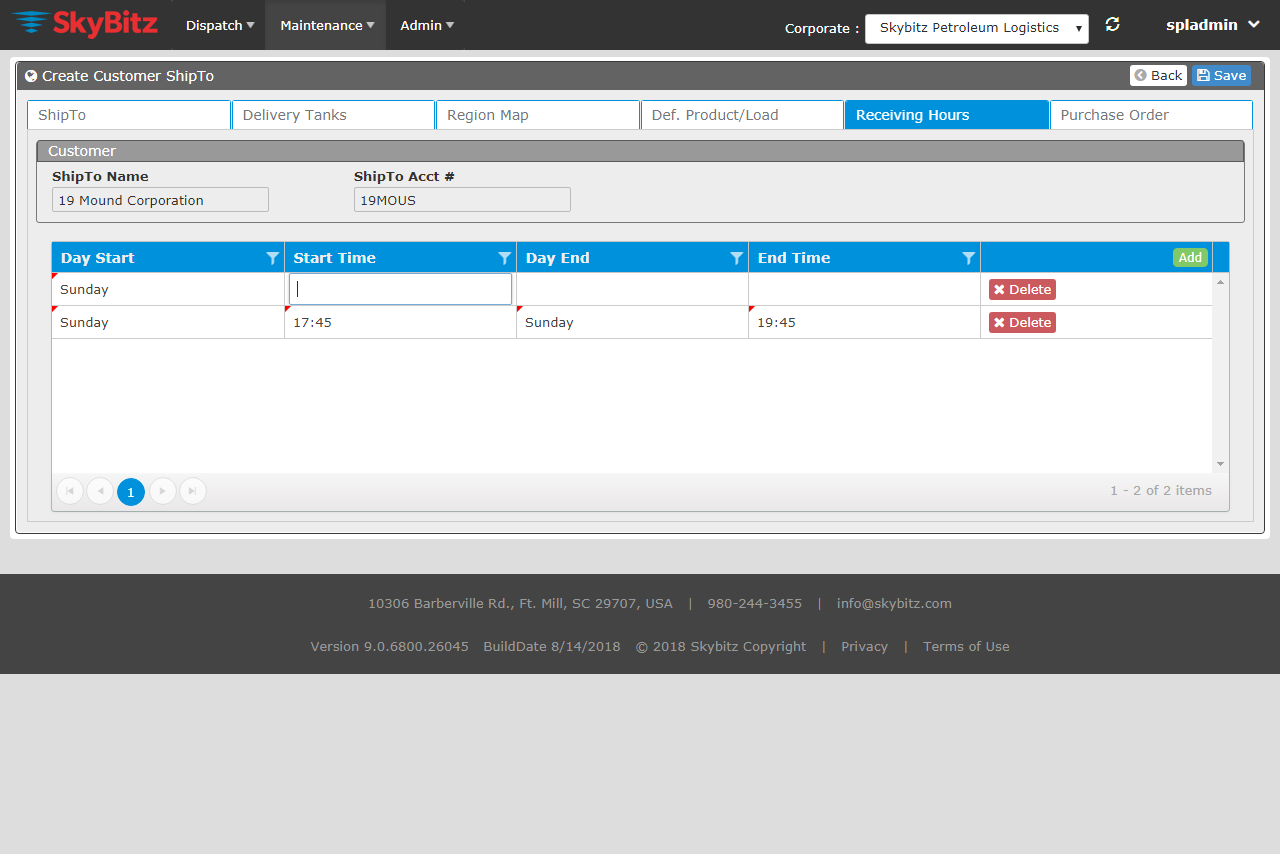 SkyBitz Dispatch Maintenance Admin Corporate : Skybitz Petroleum Logistics spladmin
Create Customer ShipTo Back Save
ShipTo Delivery Tanks Region Map Def. Product/Load Receiving Hours Purchase Order
Customer
ShipTo Name ShipTo Acct #
19 Mound Corporation 19MOUS
Day Start Start Time Day End End Time Add
Sunday Delete
Sunday 17:45 Sunday 19:45 Delete
1 1 - 2 of 2 items
10306 Barberville Rd., Ft. Mill, SC 29707, USA | 980-244-3455 | info@skybitz.com
Version 9.0.6800.26045 BuildDate 8/14/2018 © 2018 Skybitz Copyright | Privacy | Terms of Use